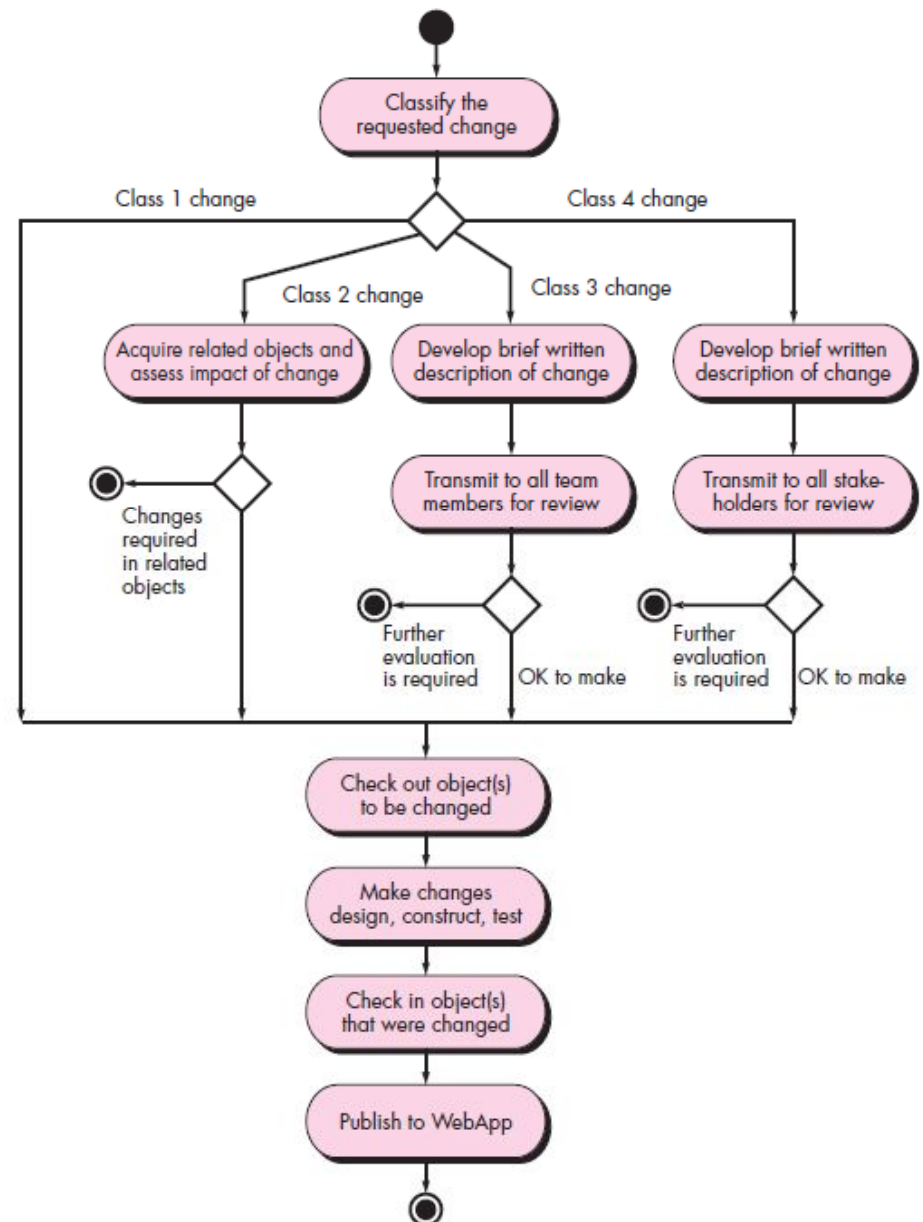 Classify the
requested change
Class 1 change
Class 4 change
Class 2 change
Class 3 change
Acquire related objects and
assess impact of change
Develop brief written
description of change
Develop brief written
description of change
Transmit to all team
members for review
Transmit to all stake-
holders for review
Changes
required
in related
objects
Further
evaluation
is required
OK to make
Further
evaluation
is required
OK to make
Check out object(s)
to be changed
Make changes
design, construct, test
Check in object(s)
that were changed
Publish to WebApp